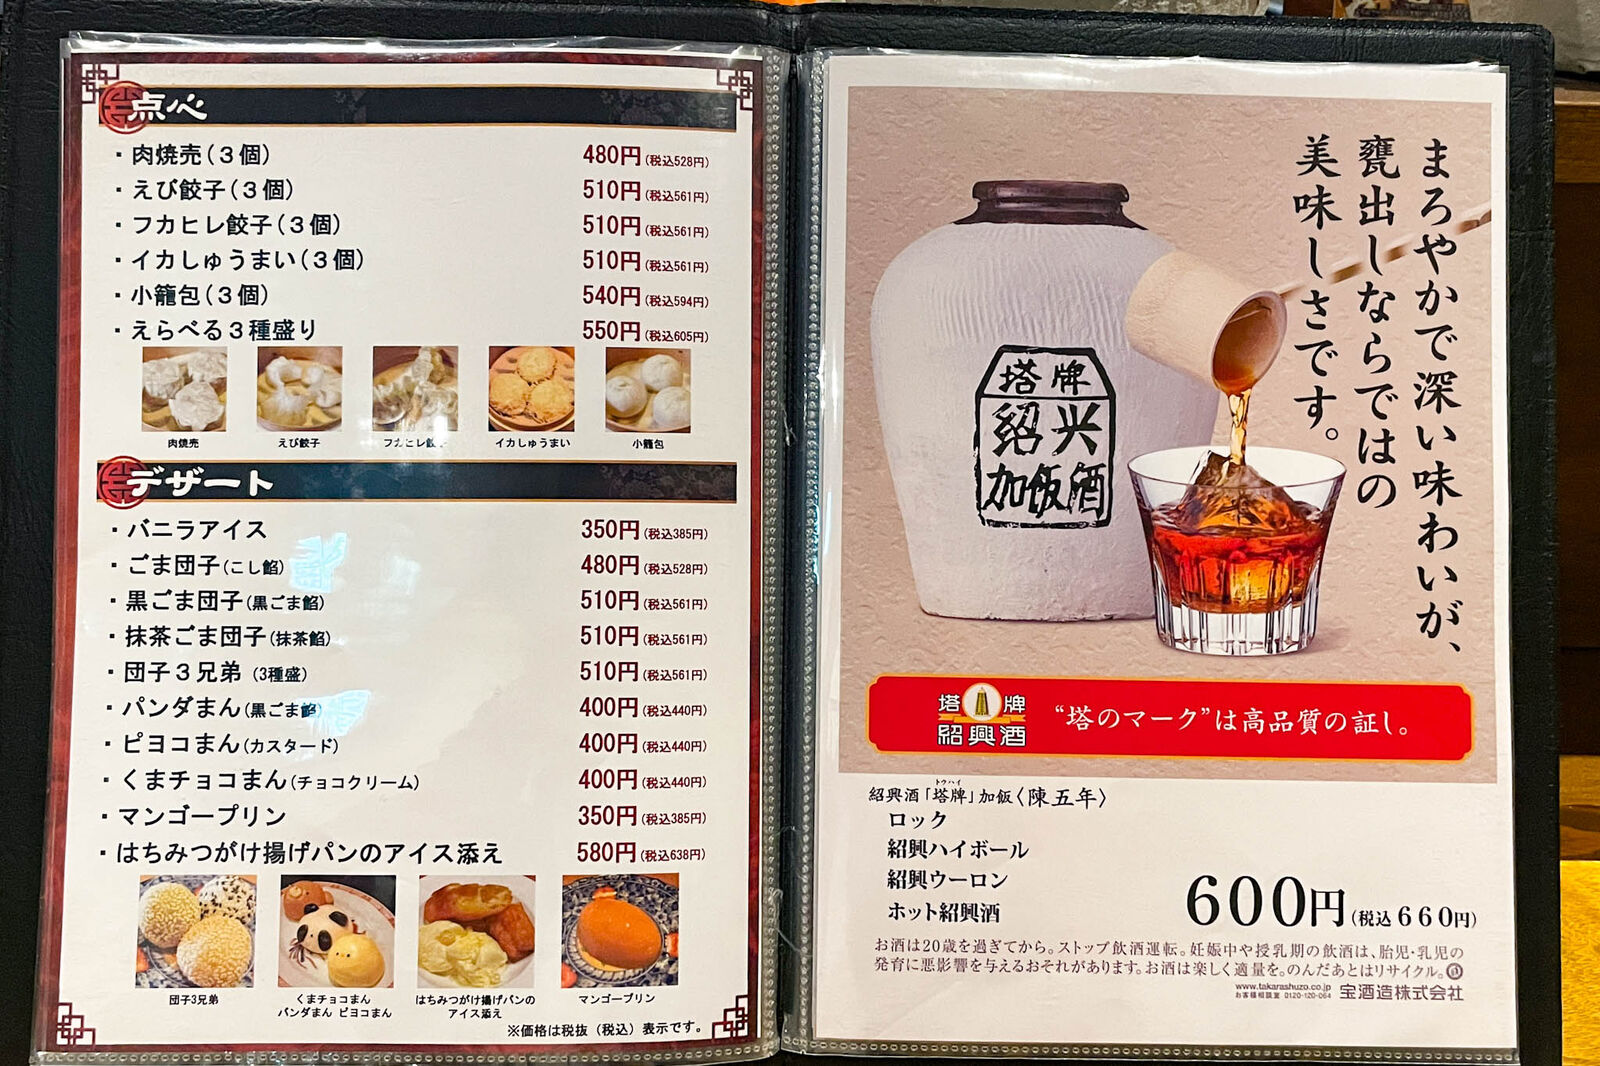 点心
・肉焼売(3個) 480円(税込528円)
・えび餃子(3個) 510円(税込561円)
・フカヒレ餃子(3個) 510円(税込561円)
・イカしゅうまい(3個) 510円(税込561円)
・小籠包(3個) 540円(税込594円)
・えらべる3種盛り 550円(税込605円)
肉焼売 えび餃子 フカヒレ餃子 イカしゅうまい 小籠包
デザート
・バニラアイス 350円(税込385円)
・ごま団子(こし餡) 480円(税込528円)
・黒ごま団子(黒ごま餡) 510円(税込561円)
・抹茶ごま団子(抹茶餡) 510円(税込561円)
・団子3兄弟(3種盛) 510円(税込561円)
・パンダまん(黒ごま餡) 400円(税込440円)
・ピヨコまん(カスタード) 400円(税込440円)
・くまチョコまん(チョコクリーム) 400円(税込440円)
・マンゴープリン 350円(税込385円)
・はちみつがけ揚げパンのアイス添え 580円(税込638円)
団子3兄弟
くまチョコまん
パンダまん ピヨコまん
はちみつがけ揚げパンの
アイス添え
マンゴープリン
※価格は税抜(税込)表示です。
まろやかで深い味わいが、
甕出しならではの
美味しさです。
塔牌
紹兴
加饭酒
塔牌
紹興酒
“塔のマーク”は高品質の証し。
紹興酒「塔牌」加飯〈陳五年〉
トウハイ
ロック
紹興ハイボール
紹興ウーロン
ホット紹興酒
600円(税込660円)
お酒は20歳を過ぎてから。ストップ飲酒運転。妊娠中や授乳期の飲酒は、胎児・乳児の
発育に悪影響を与えるおそれがあります。お酒は楽しく適量を。のんだあとはリサイクル。
www.takarashuzo.co.jp
お客様相談室 0120-120-064 宝酒造株式会社